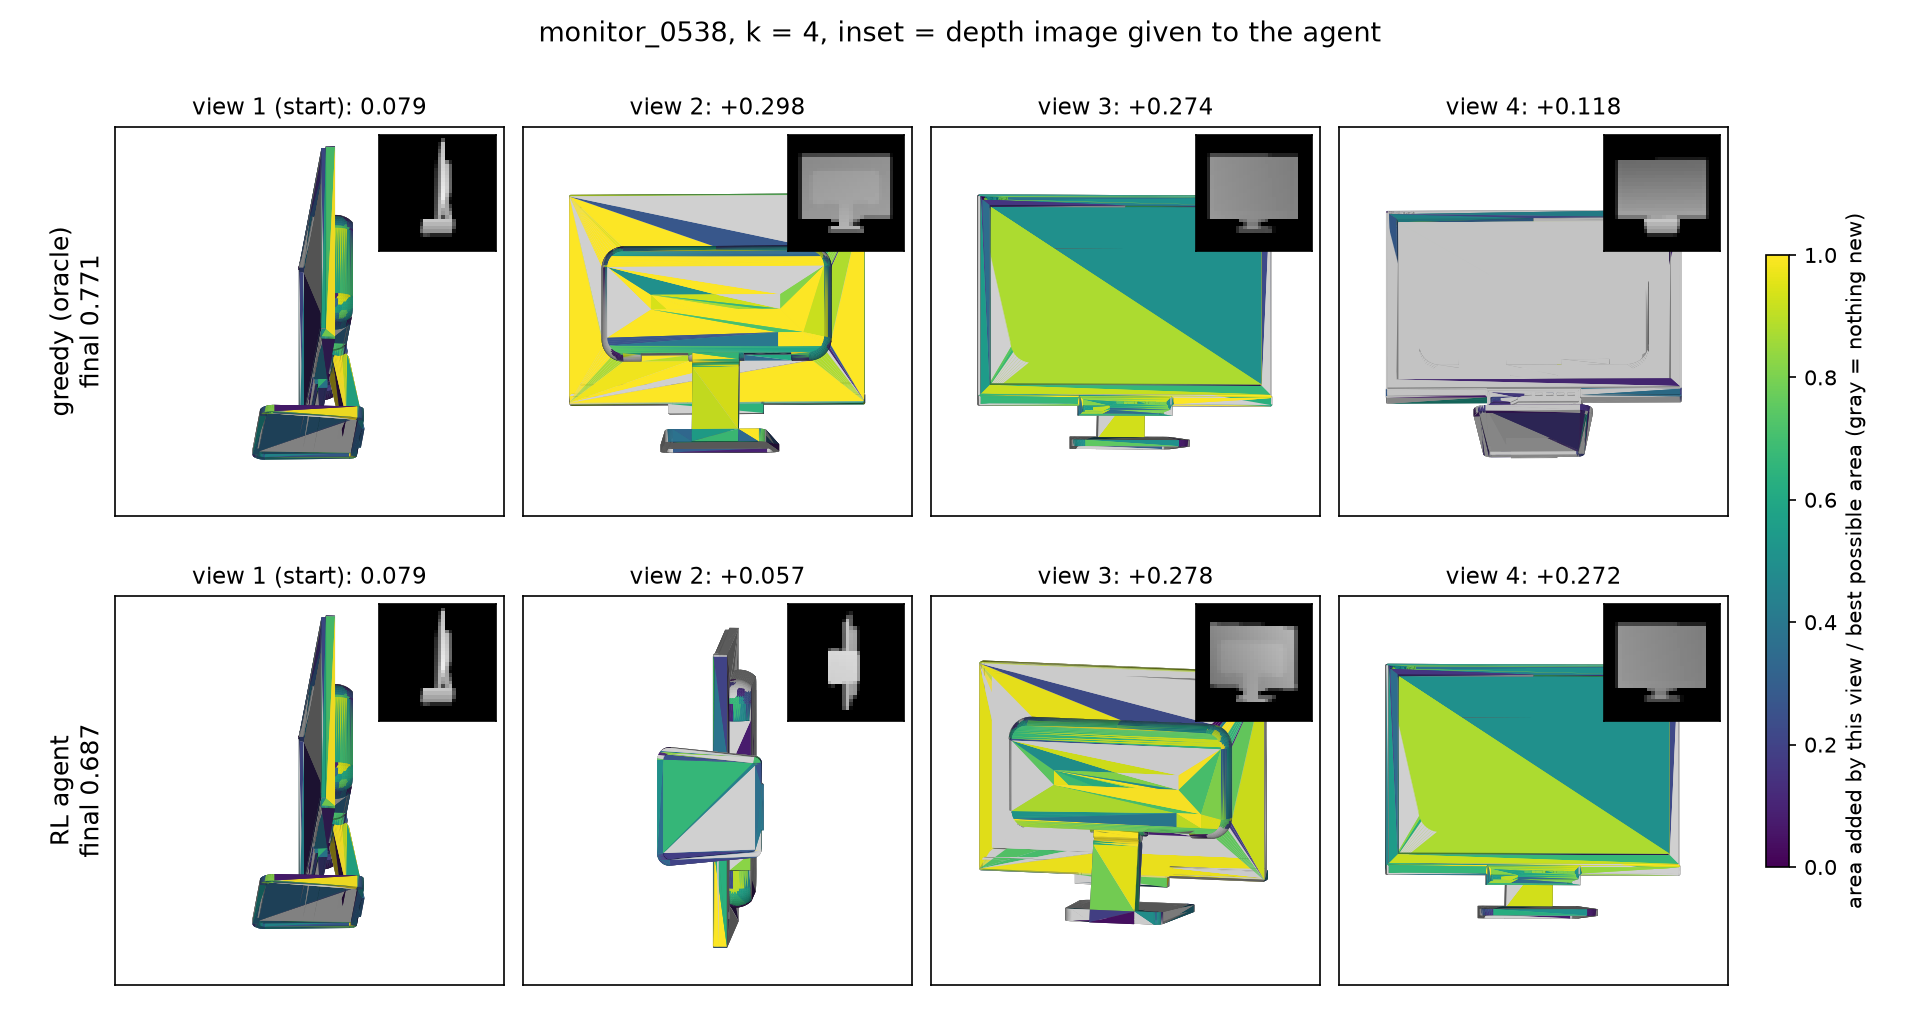 monitor_0538, k = 4, inset = depth image given to the agent
view 1 (start): 0.079
view 2: +0.298
view 3: +0.274
view 4: +0.118
greedy (oracle)
final 0.771
view 1 (start): 0.079
view 2: +0.057
view 3: +0.278
view 4: +0.272
RL agent
final 0.687
1.0
0.8
0.6
0.4
0.2
0.0
area added by this view / best possible area (gray = nothing new)